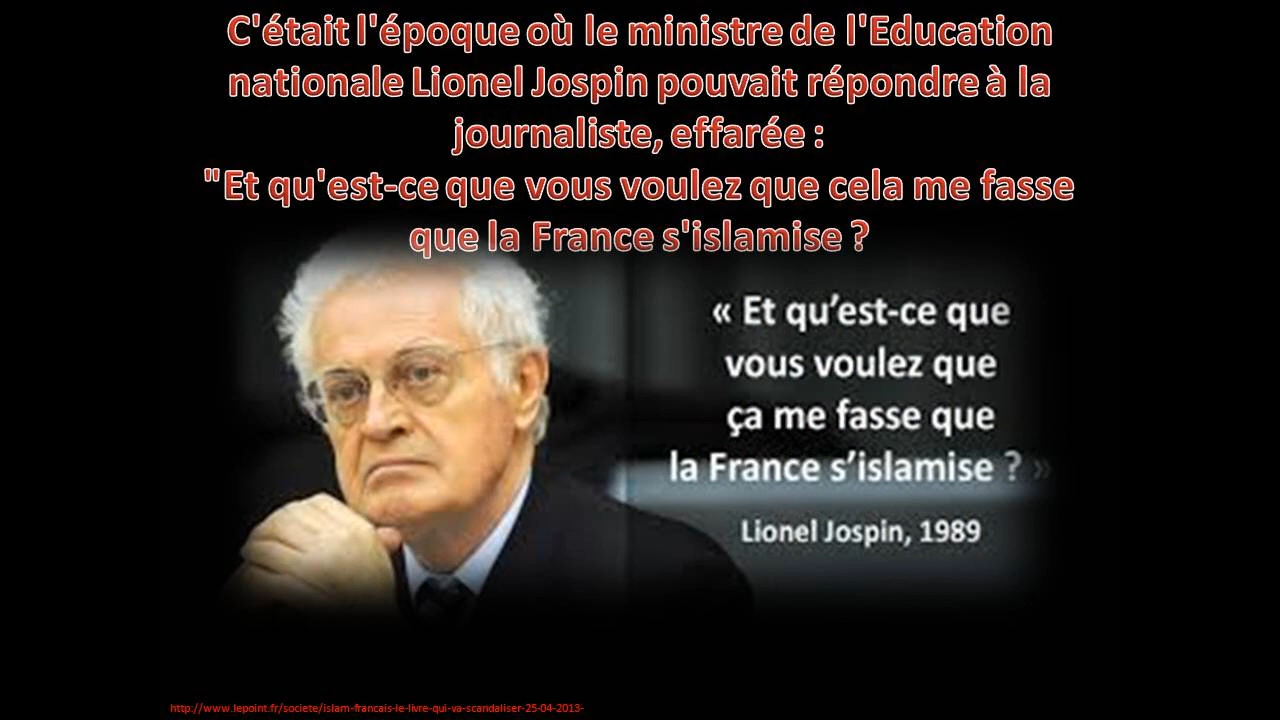 C'était l'époque où le ministre de l'Education
nationale Lionel Jospin pouvait répondre à la
journaliste, effarée :
"Et qu'est-ce que vous voulez que cela me fasse
que la France s'islamise ?
« Et qu’est-ce que
vous voulez que
ça me fasse que
la France s’islamise ? »
Lionel Jospin, 1989
http://www.lepoint.fr/societe/islam-francais-le-livre-qui-va-scandaliser-25-04-2013-